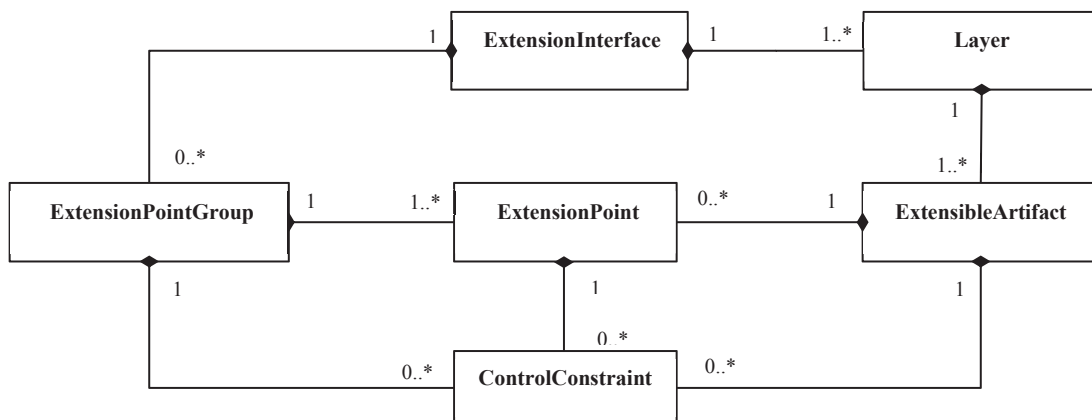 1 ExtensionInterface 1 1..* Layer
1
0..* 1..*
ExtensionPointGroup 1 1..* ExtensionPoint 0..* 1 ExtensibleArtifact
1 1 1
0..*
0..* ControlConstraint 0..*